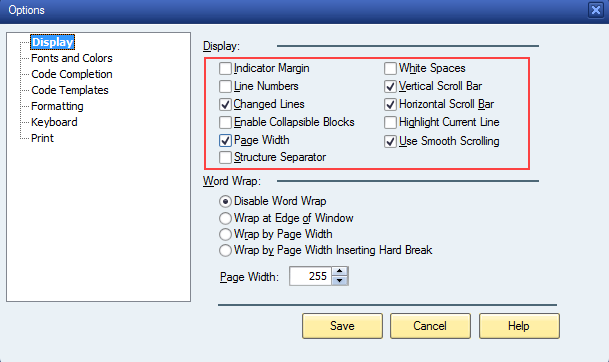 Options
Display
Fonts and Colors
Code Completion
Code Templates
Formatting
Keyboard
Print
Display:
Indicator Margin
Line Numbers
Changed Lines
Enable Collapsible Blocks
Page Width
Structure Separator
White Spaces
Vertical Scroll Bar
Horizontal Scroll Bar
Highlight Current Line
Use Smooth Scrolling
Word Wrap:
Disable Word Wrap
Wrap at Edge of Window
Wrap by Page Width
Wrap by Page Width Inserting Hard Break
Page Width: 255
Save Cancel Help